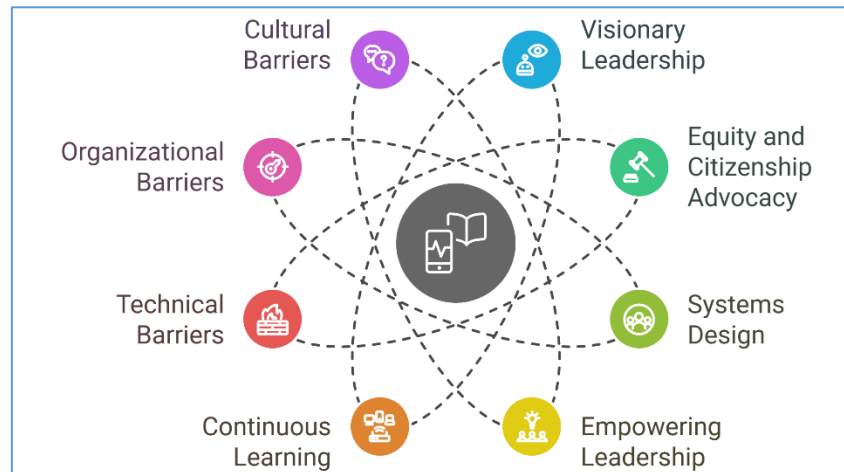 Cultural
Barriers
Visionary
Leadership
Organizational
Barriers
Equity and
Citizenship
Advocacy
Technical
Barriers
Systems
Design
Continuous
Learning
Empowering
Leadership